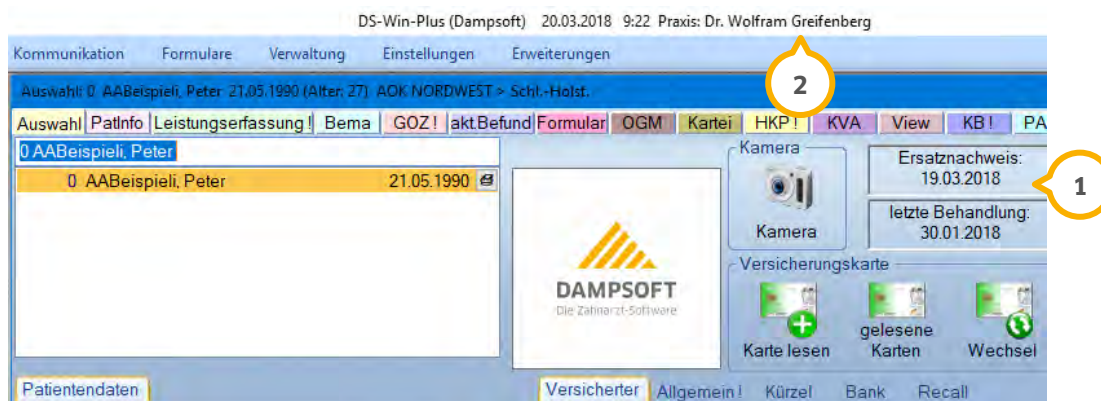 DS-Win-Plus (Dampsoft) 20.03.2018 9:22 Praxis: Dr. Wolfram Greifenberg
Kommunikation Formulare Verwaltung Einstellungen Erweiterungen
2
Auswahl: 0 AABeispieli, Peter 21.05.1990 (Alter: 27) AOK NORDWEST > Schl.-Holst.
Auswahl PatInfo Leistungserfassung! Bema GOZ! akt.Befund Formular OGM Kartei HKP! KVA View KB! PA
0 AABeispieli, Peter
0 AABeispieli, Peter 21.05.1990
Kamera
Kamera
Ersatznachweis:
19.03.2018
1
letzte Behandlung:
30.01.2018
DAMPSOFT
Die Zahnarzt-Software
Versicherungskarte
Karte lesen
gelesene
Karten
Wechsel
Patientendaten
Versicherter Allgemein! Kürzel Bank Recall